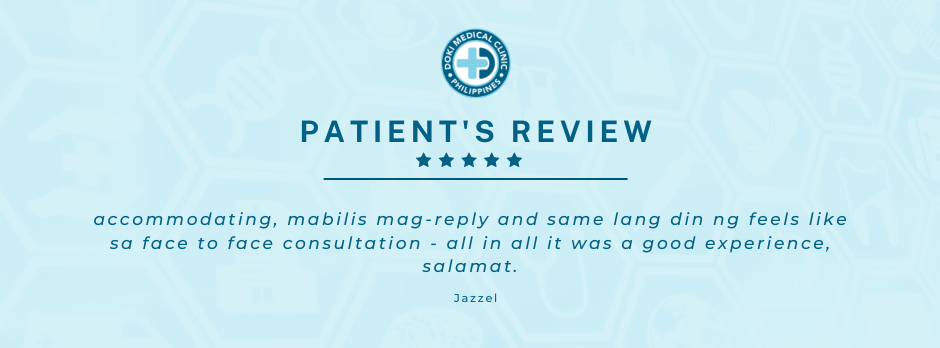 DOKI MEDICAL CLINIC
PHILIPPINES
PATIENT'S REVIEW
accommodating, mabilis mag-reply and same lang din ng feels like
sa face to face consultation - all in all it was a good experience,
salamat.
Jazzel